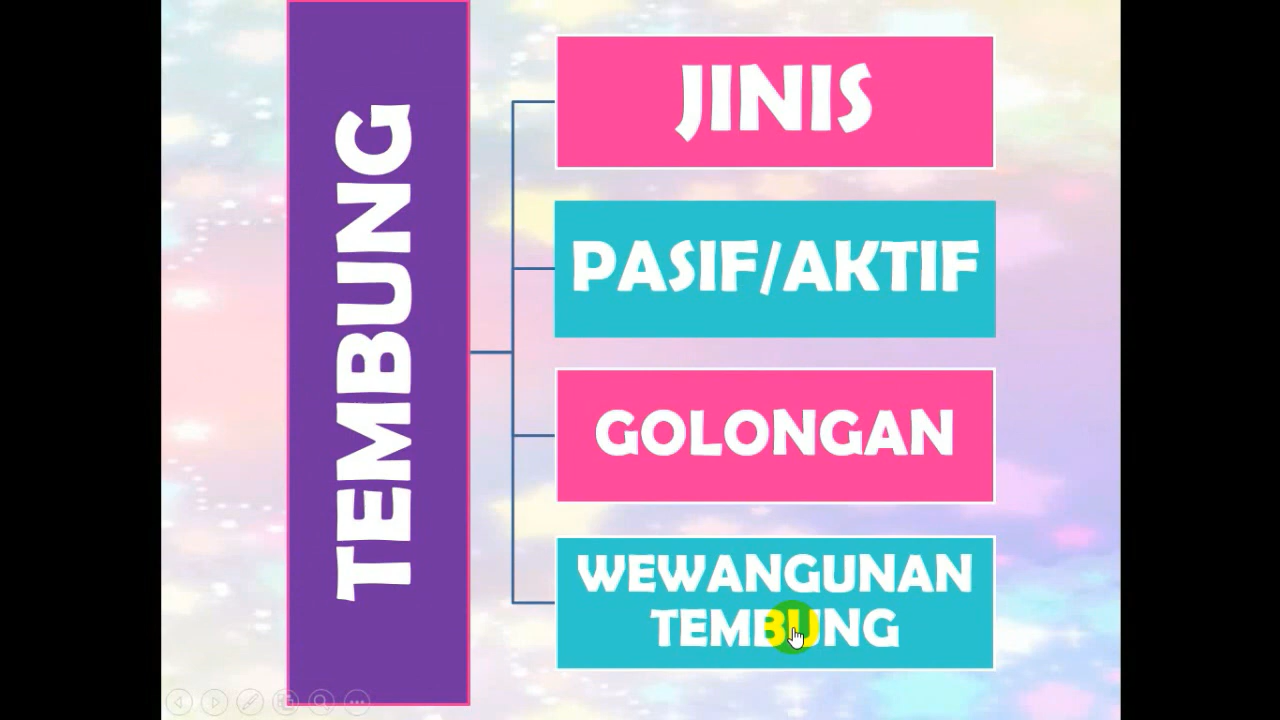 TEMBUNG
JINIS
PASIF/AKTIF
GOLONGAN
WEWANGUNAN
TEMBUNG